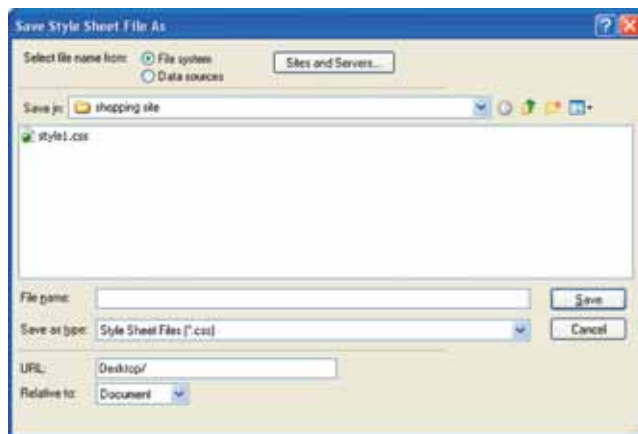 Save Style Sheet File As
Select file name from: File system
Data sources
Sites and Servers...
Save in: shopping site
style1.css
File name: Save
Save as type: Style Sheet Files (*.css) Cancel
URL: Desktop/
Relative to: Document